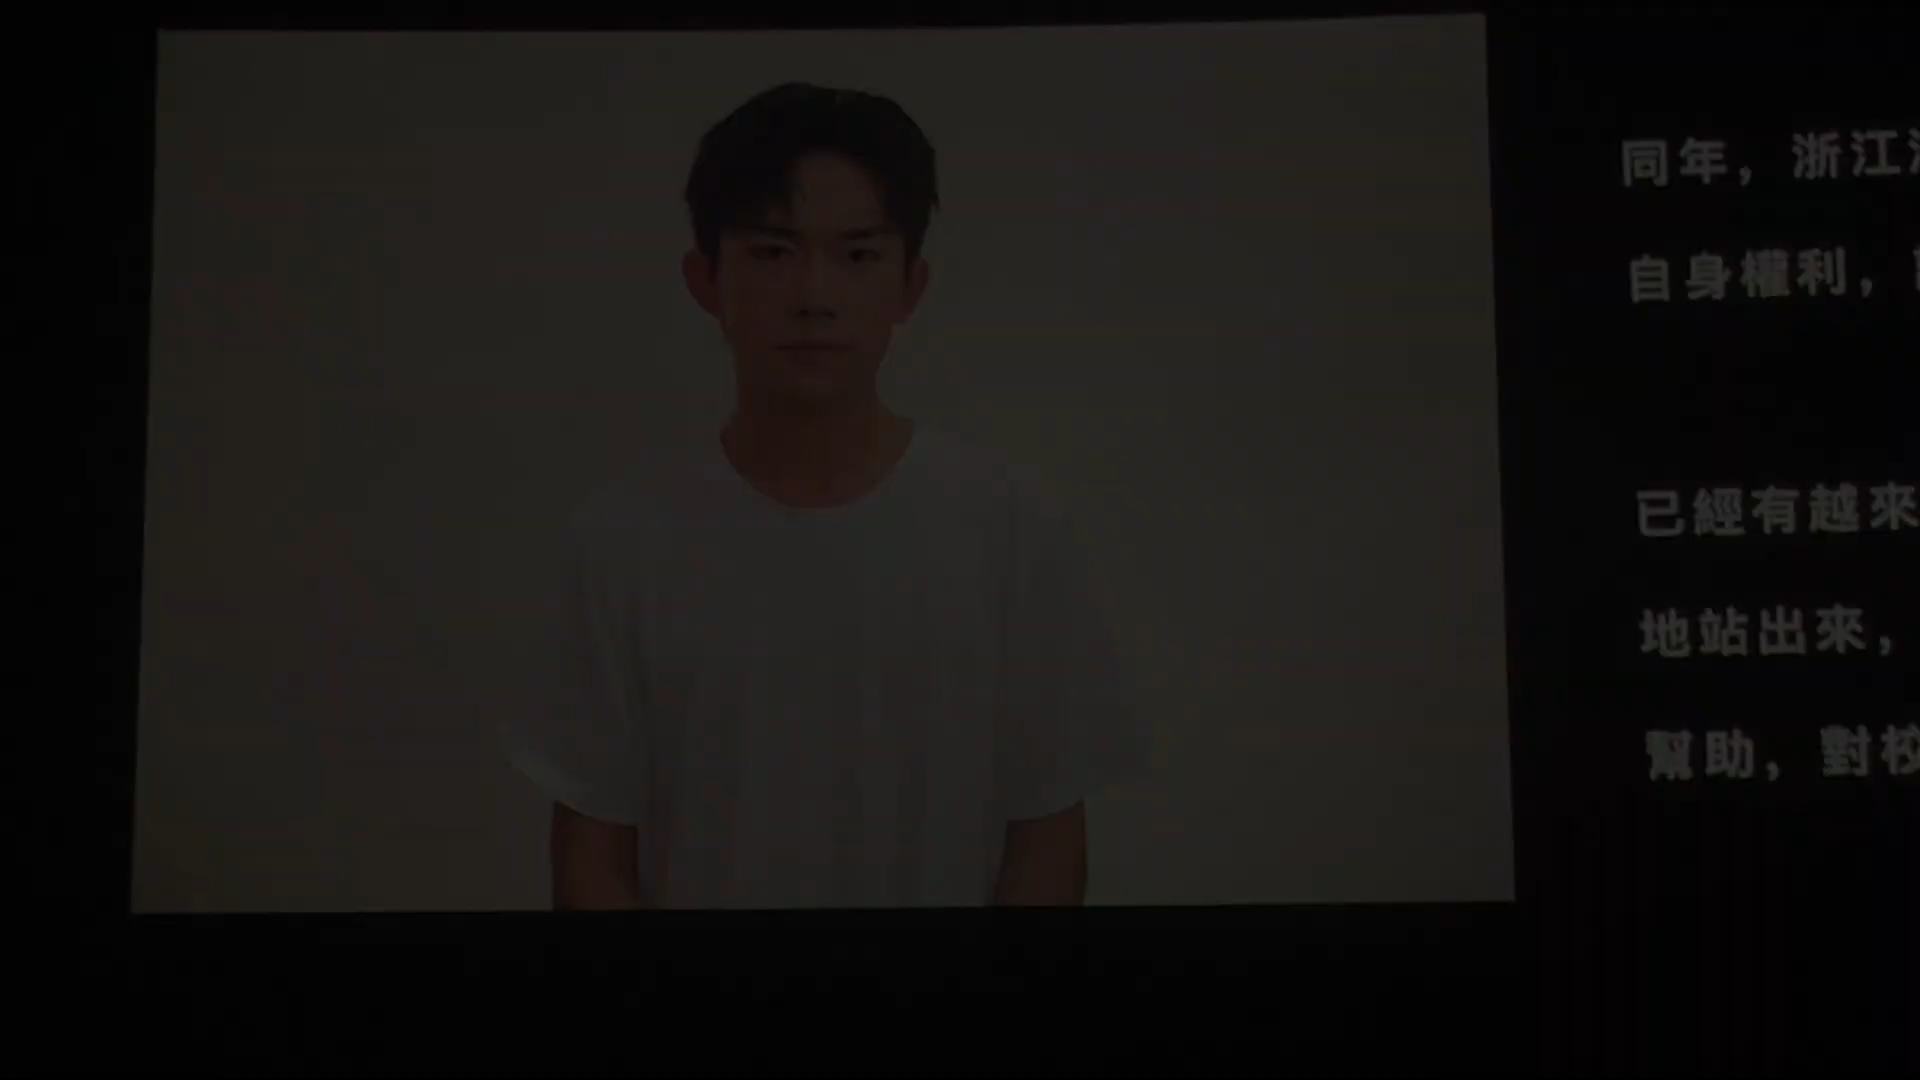 同年，浙江
自身權利，
已經有越來
地站出來，
幫助，對校